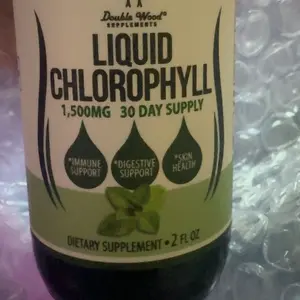 Double Wood®
SUPPLEMENTS
LIQUID
CHLOROPHYLL
1,500MG 30 DAY SUPPLY
*IMMUNE SUPPORT
*DIGESTIVE SUPPORT
*SKIN HEALTH
DIETARY SUPPLEMENT • 2 FL OZ